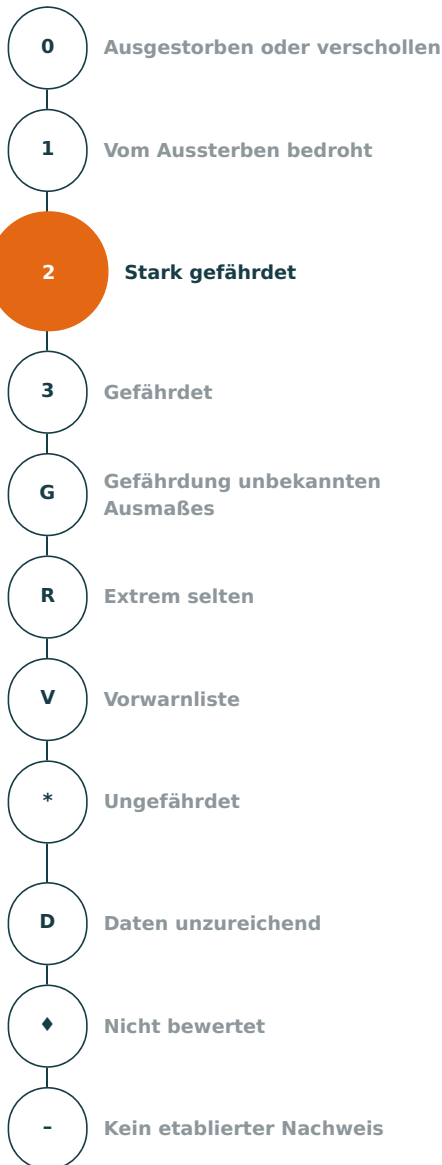 0 Ausgestorben oder verschollen
1 Vom Aussterben bedroht
2 Stark gefährdet
3 Gefährdet
G Gefährdung unbekannten
Ausmaßes
R Extrem selten
V Vorwarnliste
* Ungefährdet
D Daten unzureichend
♦ Nicht bewertet
– Kein etablierter Nachweis